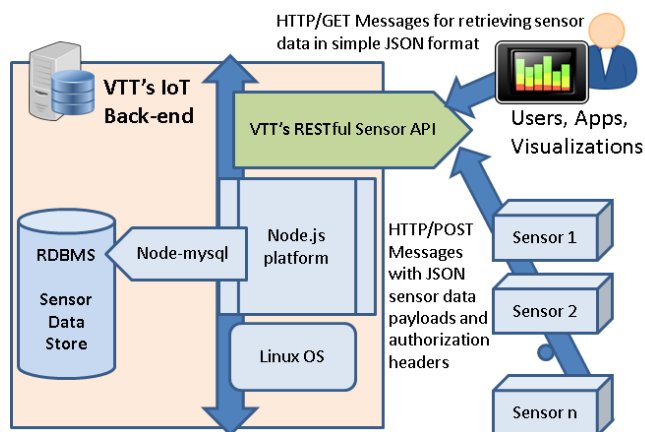 HTTP/GET Messages for retrieving sensor
data in simple JSON format
VTT's IoT
Back-end
VTT's RESTful Sensor API
Users, Apps,
Visualizations
RDBMS
Sensor
Data
Store
Node-mysql
Node.js
platform
Linux OS
HTTP/POST
Messages
with JSON
sensor data
payloads and
authorization
headers
Sensor 1
Sensor 2
Sensor n